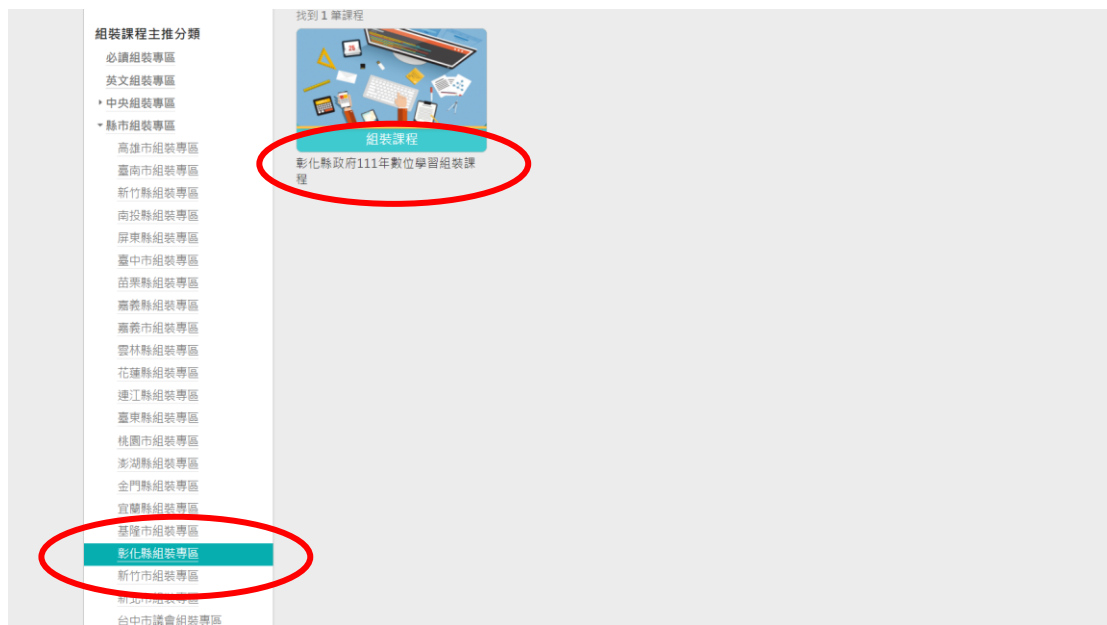 組裝課程主推分類
必讀組裝專區
英文組裝專區
中央組裝專區
縣市組裝專區
高雄市組裝專區
臺南市組裝專區
新竹縣組裝專區
南投縣組裝專區
屏東縣組裝專區
臺中市組裝專區
苗栗縣組裝專區
嘉義縣組裝專區
嘉義市組裝專區
雲林縣組裝專區
花蓮縣組裝專區
連江縣組裝專區
臺東縣組裝專區
桃園市組裝專區
澎湖縣組裝專區
金門縣組裝專區
宜蘭縣組裝專區
基隆市組裝專區
彰化縣組裝專區
新竹市組裝專區
新北市組裝專區
台中市議會組裝專區
找到 1 筆課程
JS
組裝課程
彰化縣政府111年數位學習組裝課
程